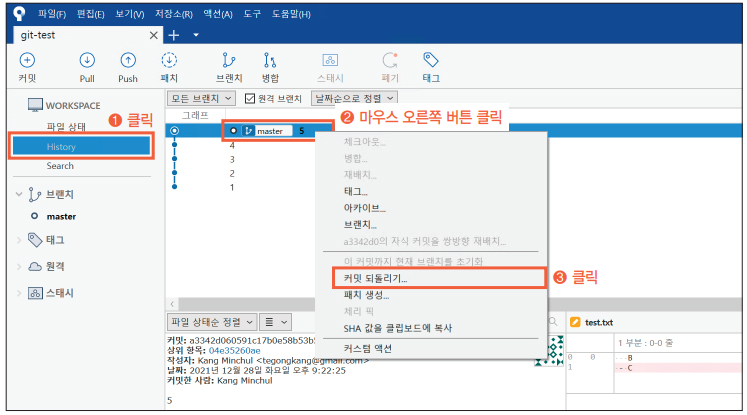 파일(F) 편집(E) 보기(V) 저장소(R) 액션(A) 도구 도움말(H)
git-test
커밋 Pull Push 패치 브랜치 병합 스태시 폐기 태그
WORKSPACE
파일 상태
① 클릭
History
Search
브랜치
master
태그
원격
스태시
모든 브랜치 원격 브랜치 날짜순으로 정렬
그래프
② 마우스 오른쪽 버튼 클릭
master 5
4
3
2
1
체크아웃...
병합...
재배치...
태그...
아카이브...
브랜치...
a3342d0의 자식 커밋을 쌍방향 재배치...
이 커밋까지 현재 브랜치를 초기화
커밋 되돌리기...
③ 클릭
패치 생성...
체리 픽
SHA 값을 클립보드에 복사
커스텀 액션
파일 상태순 정렬
커밋: a3342d060591c17b0e58b53b
상위 항목: 04e35260ae
작성자: Kang Minchul <tegongkang@gmail.com>
날짜: 2021년 12월 28일 화요일 오후 9:22:25
커밋한 사람: Kang Minchul
5
test.txt
1 부분 : 0-0 줄
0 0 B
1 - C